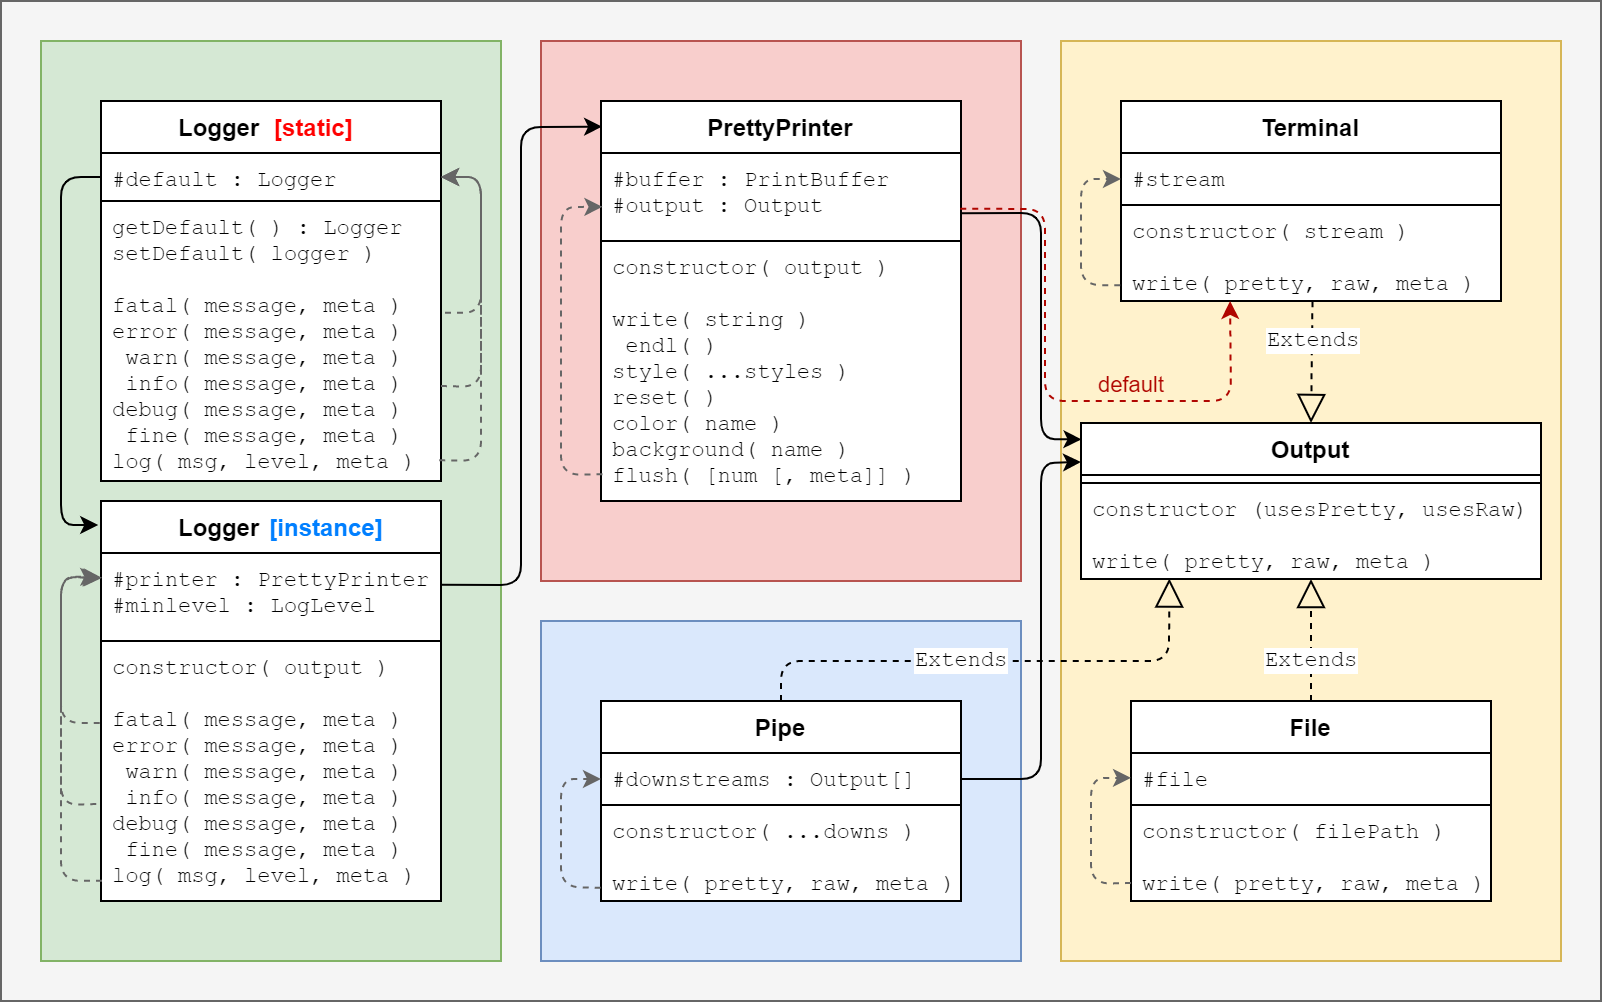 Logger [static]
#default : Logger
getDefault( ) : Logger
setDefault( logger )
fatal( message, meta )
error( message, meta )
warn( message, meta )
info( message, meta )
debug( message, meta )
fine( message, meta )
log( msg, level, meta )
Logger [instance]
#printer : PrettyPrinter
#minlevel : LogLevel
constructor( output )
fatal( message, meta )
error( message, meta )
warn( message, meta )
info( message, meta )
debug( message, meta )
fine( message, meta )
log( msg, level, meta )
PrettyPrinter
#buffer : PrintBuffer
#output : Output
constructor( output )
write( string )
endl( )
style( ...styles )
reset( )
color( name )
background( name )
flush( [num [, meta]] )
default
Extends
Pipe
#downstreams : Output[]
constructor( ...downs )
write( pretty, raw, meta )
Terminal
#stream
constructor( stream )
write( pretty, raw, meta )
Extends
Output
constructor (usesPretty, usesRaw)
write( pretty, raw, meta )
Extends
File
#file
constructor( filePath )
write( pretty, raw, meta )